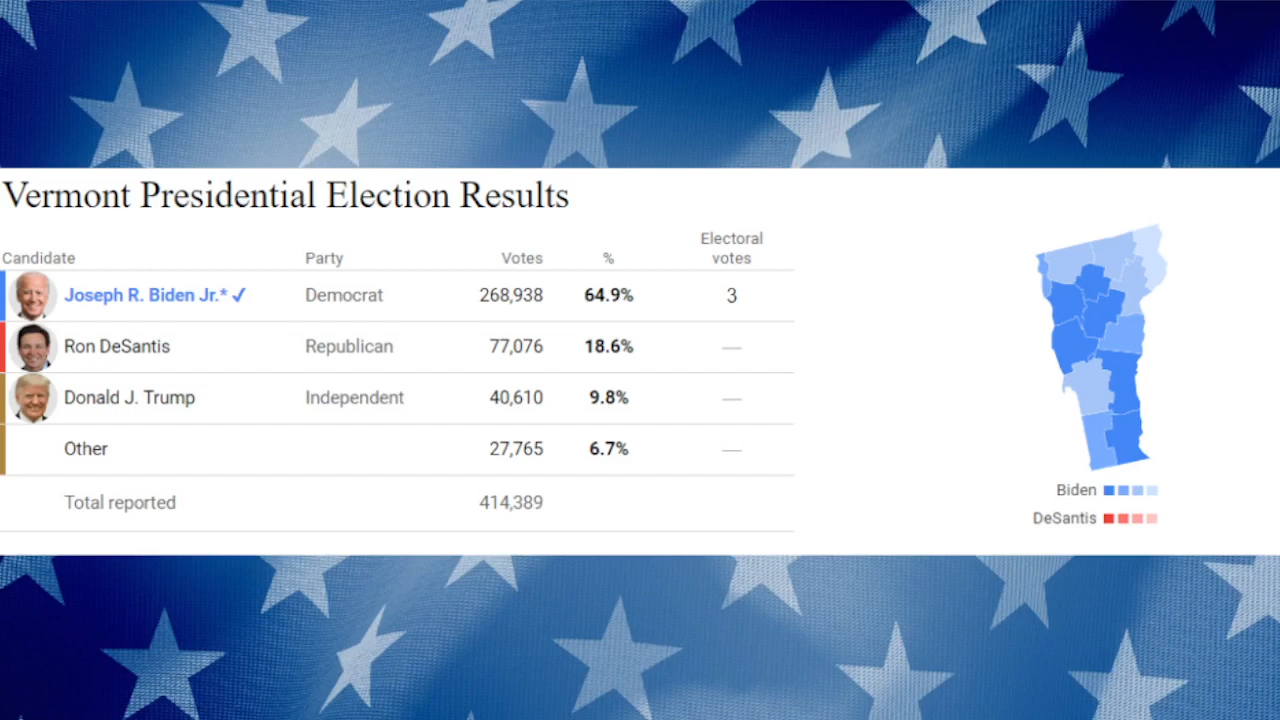 Vermont Presidential Election Results
Electoral
Candidate Party Votes % votes
Joseph R. Biden Jr.* ✓ Democrat 268,938 64.9% 3
Ron DeSantis Republican 77,076 18.6% —
Donald J. Trump Independent 40,610 9.8% —
Other 27,765 6.7% —
Total reported 414,389
Biden
DeSantis